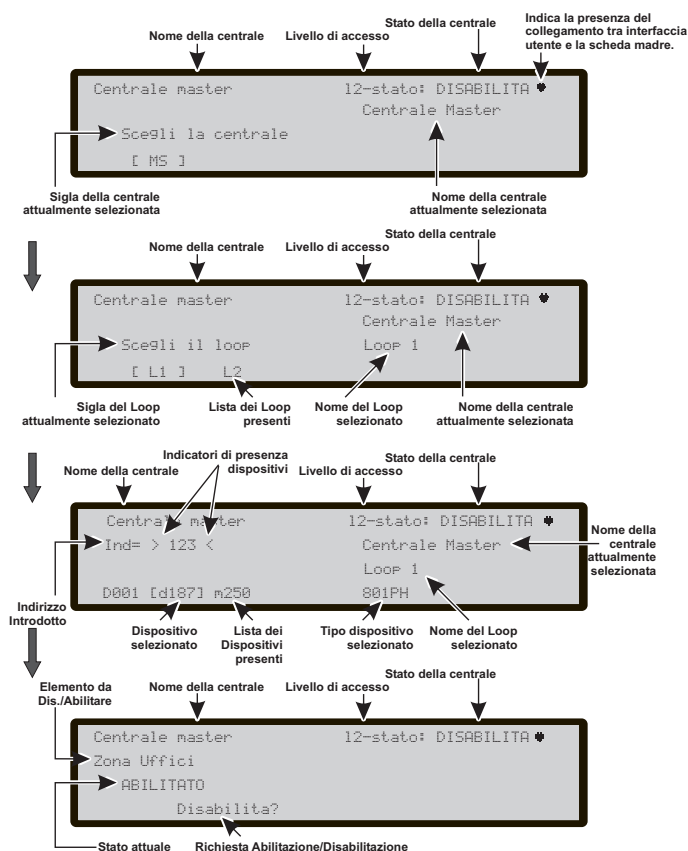 Nome della centrale
Livello di accesso
Stato della centrale
Indica la presenza del
collegamento tra interfaccia
utente e la scheda madre.
Centrale master 12-stato: DISABILITA
Centrale Master
Scegli la centrale
[ MS ]
Sigla della centrale
attualmente selezionata
Nome della centrale
attualmente selezionata
Nome della centrale
Livello di accesso
Stato della centrale
Centrale master 12-stato: DISABILITA
Centrale Master
Scegli il loop Loop 1
[ L1 ] L2
Sigla del Loop
attualmente selezionato
Lista dei Loop
presenti
Nome del Loop
selezionato
Nome della centrale
attualmente selezionata
Nome della centrale
Indicatori di presenza
dispositivi
Livello di accesso
Stato della centrale
Centrale master 12-stato: DISABILITA
Ind= > 123 < Centrale Master
Loop 1
D001 [d187] m250 801PH
Nome della
centrale
attualmente
selezionata
Indirizzo
Introdotto
Dispositivo
selezionato
Lista dei
Dispositivi
presenti
Tipo dispositivo
selezionato
Nome del Loop
selezionato
Elemento da
Dis./Abilitare
Nome della centrale
Livello di accesso
Stato della centrale
Centrale master 12-stato: DISABILITA
Zona Uffici
ABILITATO
Disabilita?
Stato attuale
Richiesta Abilitazione/Disabilitazione